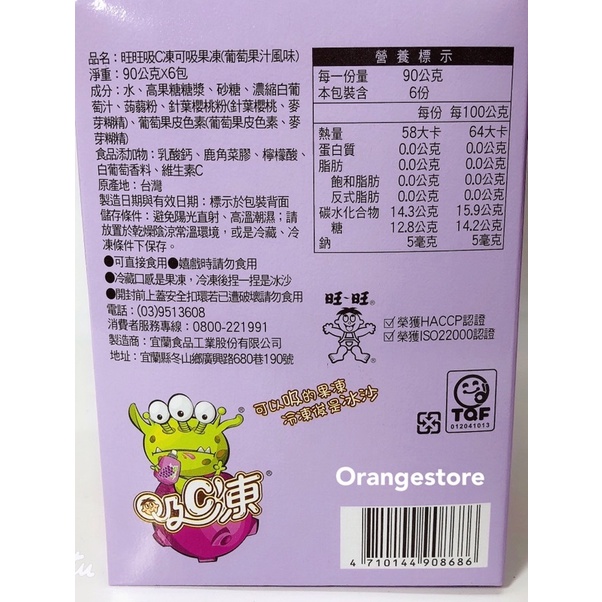 品名：旺旺吸C凍可吸果凍(葡萄果汁風味)
淨重：90公克X6包
成分：水、高果糖糖漿、砂糖、濃縮白葡
萄汁、蒟蒻粉、針葉櫻桃粉(針葉櫻桃、麥
芽糊精)、葡萄果皮色素(葡萄果皮色素、麥
芽糊精)
食品添加物：乳酸鈣、鹿角菜膠、檸檬酸、
白葡萄香料、維生素C
原產地：台灣
製造日期與有效日期：標示於包裝背面
儲存條件：避免陽光直射、高溫潮濕；請
放置於乾燥陰涼常溫環境，或是冷藏、冷
凍條件下保存。
●可直接食用●嬉戲時請勿食用
●冷藏口感是果凍，冷凍後捏一捏是冰沙
●開封前上蓋安全扣環若已遭破壞請勿食用
電話：(03)9513608
消費者服務專線：0800-221991
製造商：宜蘭食品工業股份有限公司
地址：宜蘭縣冬山鄉廣興路680巷190號
營養標示
每一份量 90公克
本包裝含 6份
每份 每100公克
熱量 58大卡 64大卡
蛋白質 0.0公克 0.0公克
脂肪 0.0公克 0.0公克
飽和脂肪 0.0公克 0.0公克
反式脂肪 0.0公克 0.0公克
碳水化合物 14.3公克 15.9公克
糖 12.8公克 14.2公克
鈉 5毫克 5毫克
旺~旺®
榮獲HACCP認證
榮獲ISO22000認證
可以吸的果凍
冷凍後是冰沙
吸C凍®
TQF
012041013
Orangestore
4 710144 908686